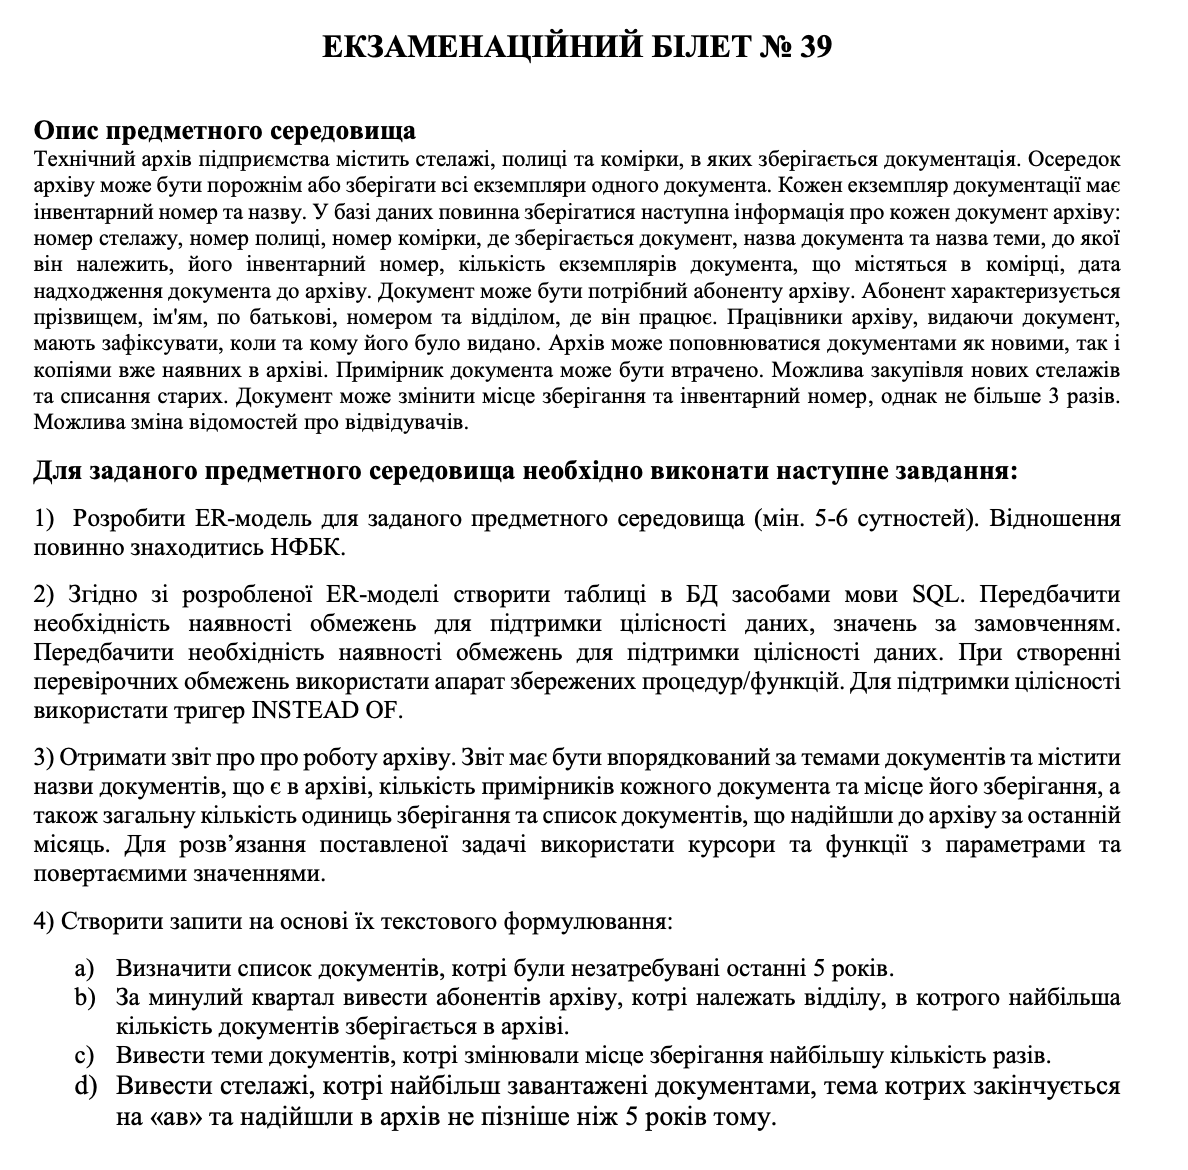 ЕКЗАМЕНАЦІЙНИЙ БІЛЕТ № 39
Опис предметного середовища
Технічний архів підприємства містить стелажі, полиці та комірки, в яких зберігається документація. Осередок
архіву може бути порожнім або зберігати всі екземпляри одного документа. Кожен екземпляр документації має
інвентарний номер та назву. У базі даних повинна зберігатися наступна інформація про кожен документ архіву:
номер стелажу, номер полиці, номер комірки, де зберігається документ, назва документа та назва теми, до якої
він належить, його інвентарний номер, кількість екземплярів документа, що містяться в комірці, дата
надходження документа до архіву. Документ може бути потрібний абоненту архіву. Абонент характеризується
прізвищем, ім'ям, по батькові, номером та відділом, де він працює. Працівники архіву, видаючи документ,
мають зафіксувати, коли та кому його було видано. Архів може поповнюватися документами як новими, так і
копіями вже наявних в архіві. Примірник документа може бути втрачено. Можлива закупівля нових стелажів
та списання старих. Документ може змінити місце зберігання та інвентарний номер, однак не більше 3 разів.
Можлива зміна відомостей про відвідувачів.
Для заданого предметного середовища необхідно виконати наступне завдання:
1) Розробити ER-модель для заданого предметного середовища (мін. 5-6 сутностей). Відношення
повинно знаходитись НФБК.
2) Згідно зі розробленої ER-моделі створити таблиці в БД засобами мови SQL. Передбачити
необхідність наявності обмежень для підтримки цілісності даних, значень за замовченням.
Передбачити необхідність наявності обмежень для підтримки цілісності даних. При створенні
перевірочних обмежень використати апарат збережених процедур/функцій. Для підтримки цілісності
використати тригер INSTEAD OF.
3) Отримати звіт про про роботу архіву. Звіт має бути впорядкований за темами документів та містити
назви документів, що є в архіві, кількість примірників кожного документа та місце його зберігання, а
також загальну кількість одиниць зберігання та список документів, що надійшли до архіву за останній
місяць. Для розв’язання поставленої задачі використати курсори та функції з параметрами та
повертаємими значеннями.
4) Створити запити на основі їх текстового формулювання:
a) Визначити список документів, котрі були незатребувані останні 5 років.
b) За минулий квартал вивести абонентів архіву, котрі належать відділу, в котрого найбільша
кількість документів зберігається в архіві.
c) Вивести теми документів, котрі змінювали місце зберігання найбільшу кількість разів.
d) Вивести стелажі, котрі найбільш завантажені документами, тема котрих закінчується
на «ав» та надійшли в архів не пізніше ніж 5 років тому.